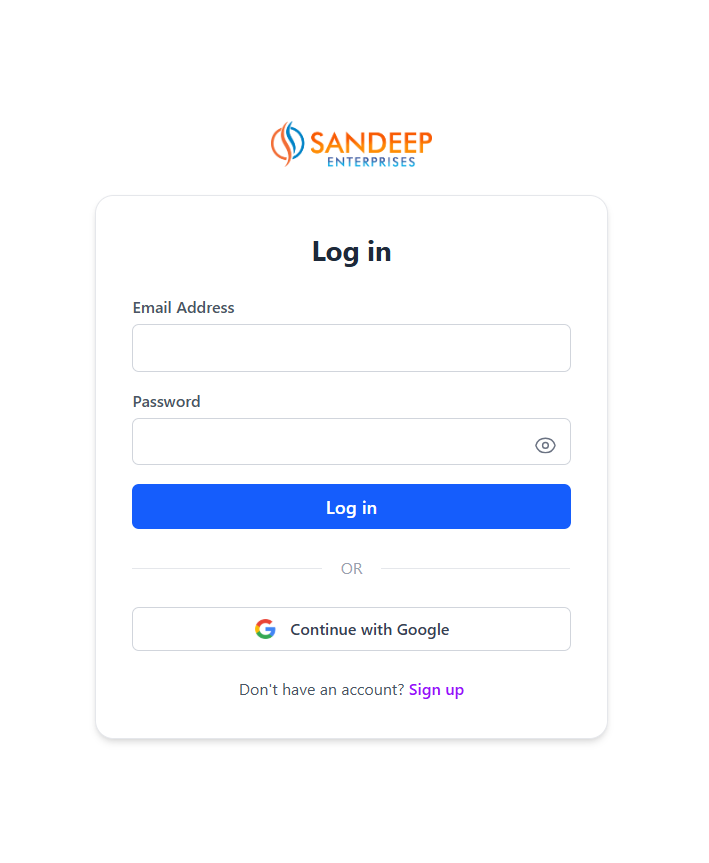 SANDEEP
ENTERPRISES
Log in
Email Address
Password
Log in
OR
Continue with Google
Don't have an account? Sign up